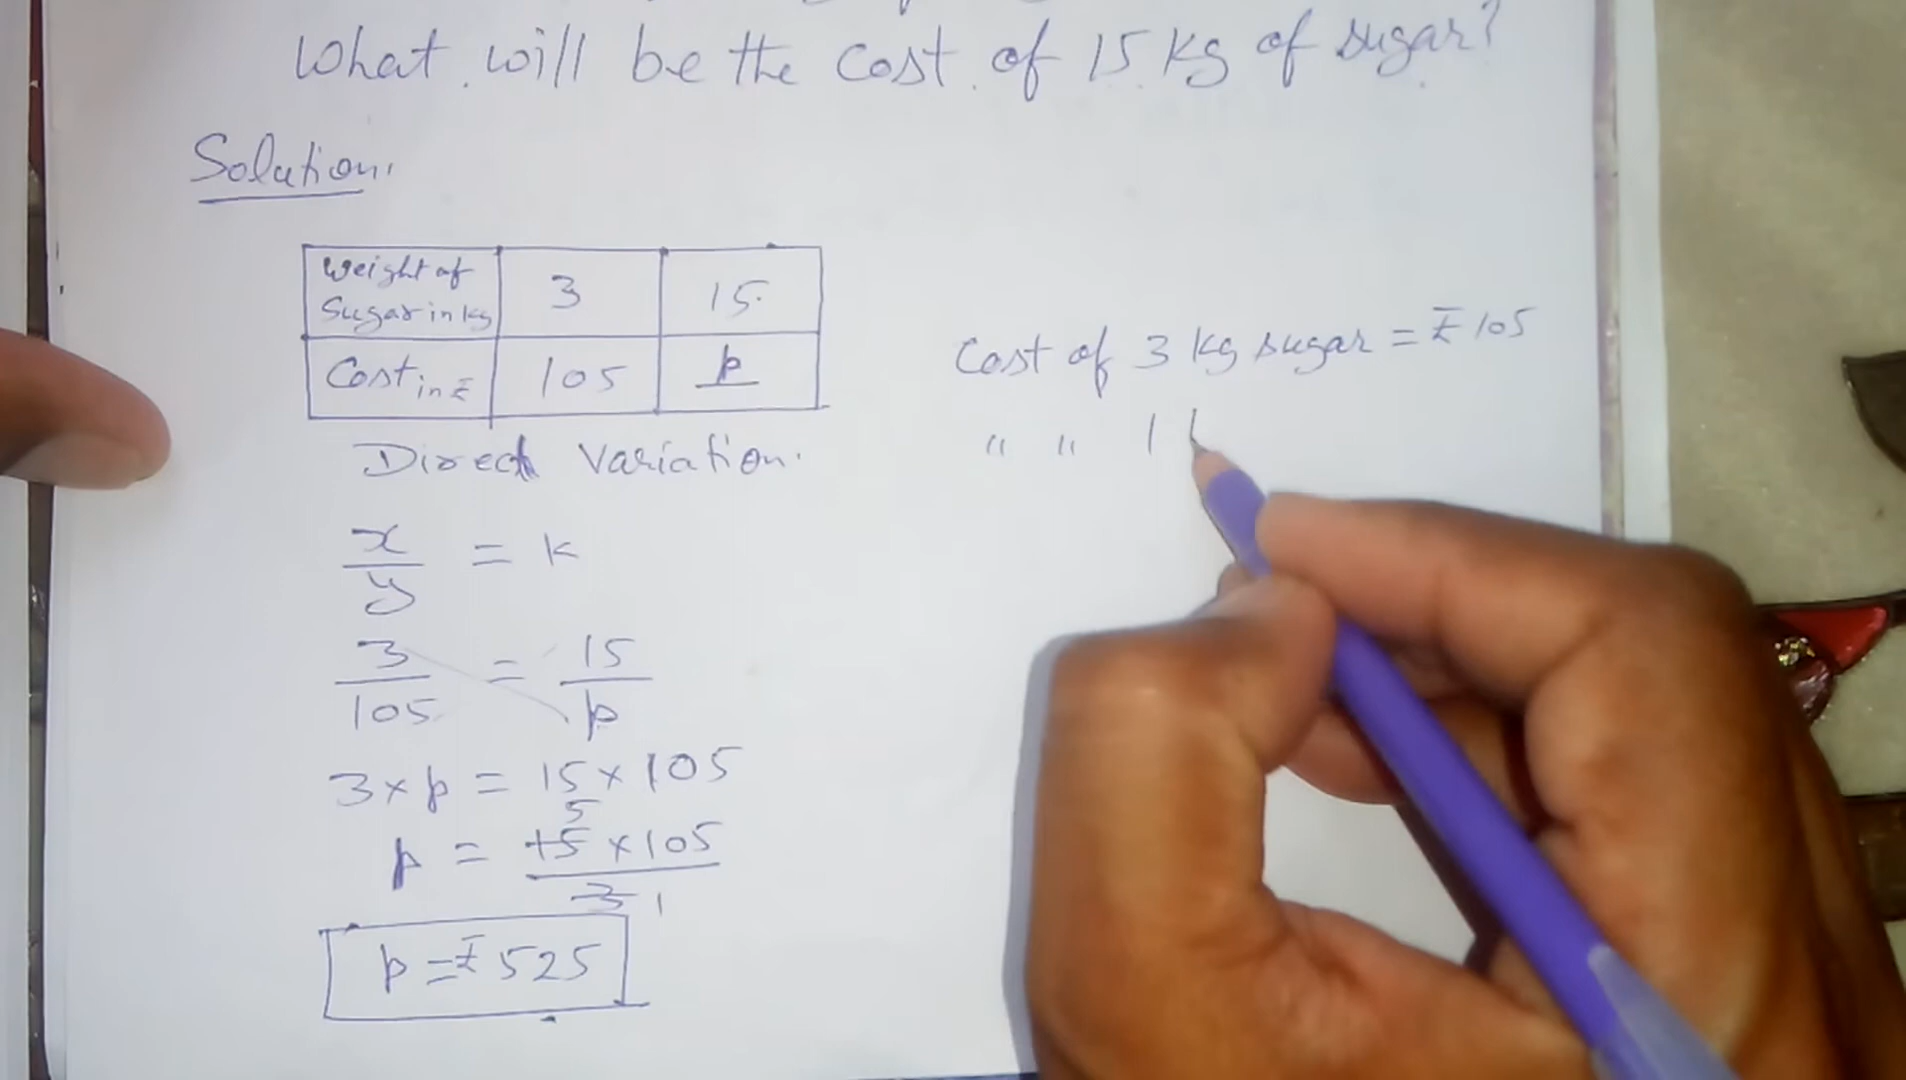 What will be the cost of 15 kg of sugar?
Solution.
Weight of Sugar in kg 3 15
Cost in ₹ 105 p
Direct Variation.
x/y = k
3/105 = 15/p
3 × p = 15 × 105
5
p = 15 × 105 / 3 1
p = ₹ 525
Cost of 3 kg sugar = ₹ 105
" " 1